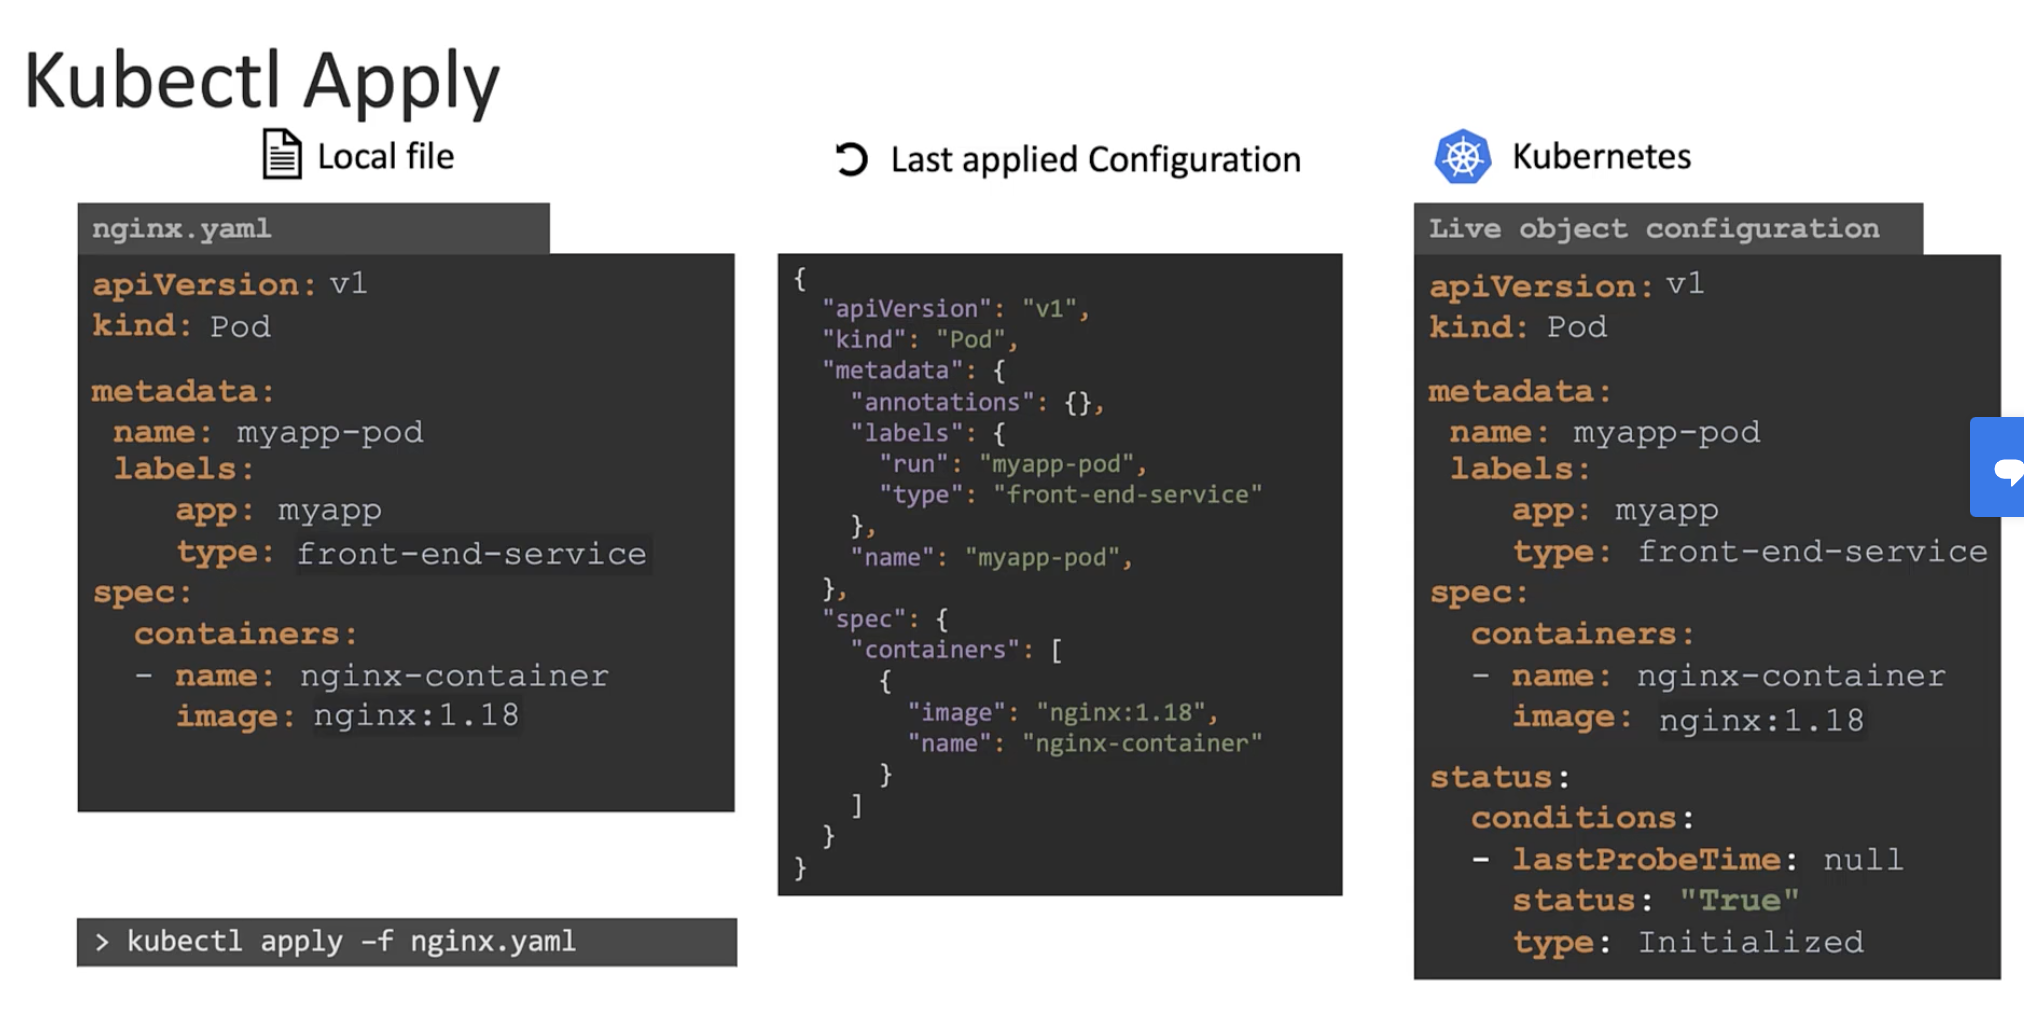 Kubectl Apply
Local file
nginx.yaml
apiVersion: v1
kind: Pod
metadata:
 name: myapp-pod
 labels:
    app: myapp
    type: front-end-service
spec:
  containers:
  - name: nginx-container
    image: nginx:1.18
> kubectl apply –f nginx.yaml
Last applied Configuration
{
  "apiVersion": "v1",
  "kind": "Pod",
  "metadata": {
    "annotations": {},
    "labels": {
      "run": "myapp-pod",
      "type": "front-end-service"
    },
    "name": "myapp-pod",
  },
  "spec": {
    "containers": [
      {
        "image": "nginx:1.18",
        "name": "nginx-container"
      }
    ]
  }
}
Kubernetes
Live object configuration
apiVersion: v1
kind: Pod
metadata:
 name: myapp-pod
 labels:
    app: myapp
    type: front-end-service
spec:
  containers:
  - name: nginx-container
    image: nginx:1.18
status:
  conditions:
  - lastProbeTime: null
    status: "True"
    type: Initialized